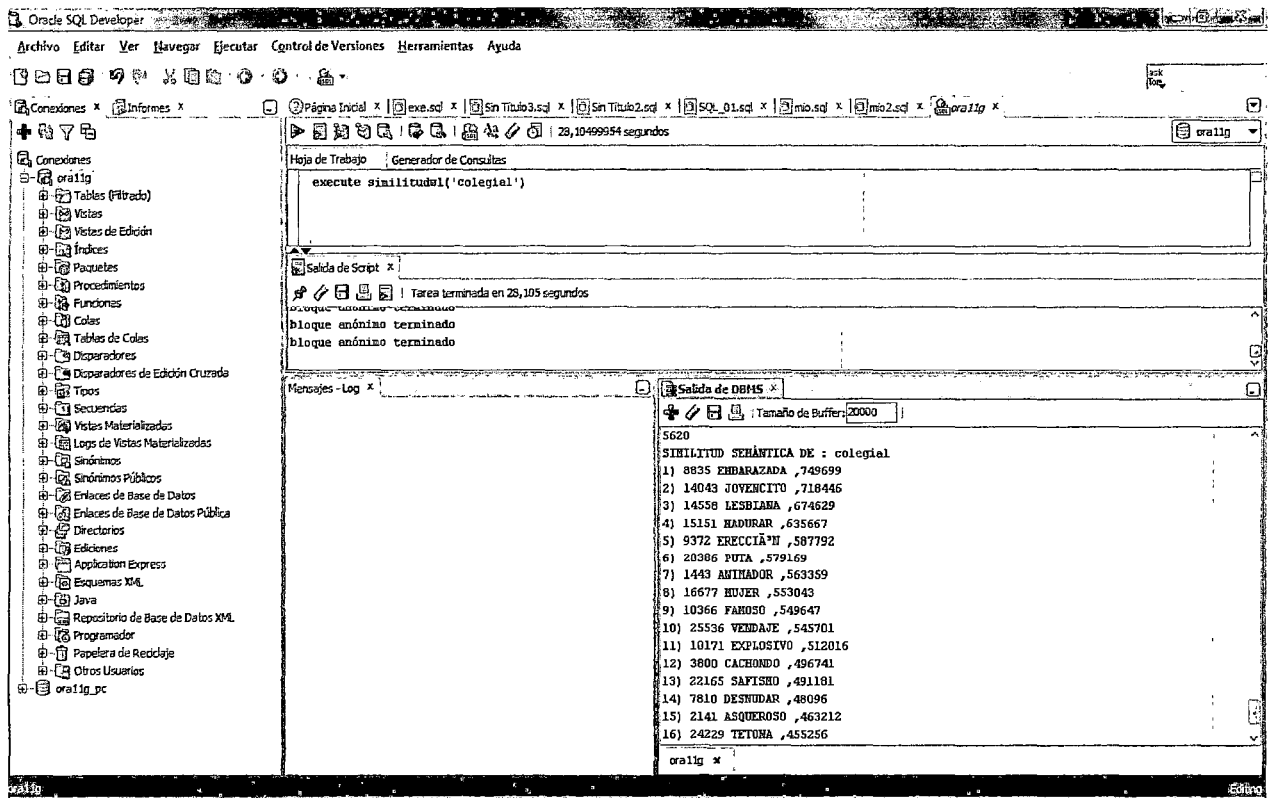 Oracle SQL Developer
Archivo Editar Ver Navegar Ejecutar Control de Versiones Herramientas Ayuda
ask Tom
Conexiones x Informes x
Página Inicial x exe.sql x Sin Título3.sql x Sin Título2.sql x SQL_01.sql x mio.sql x mio2.sql x ora11g x
28,10499954 segundos
ora11g
Hoja de Trabajo Generador de Consultas
execute similitudw1('colegial')
Conexiones
ora11g
Tablas (Filtrado)
Vistas
Vistas de Edición
Índices
Paquetes
Procedimientos
Funciones
Colas
Tablas de Colas
Disparadores
Disparadores de Edición Cruzada
Tipos
Secuencias
Vistas Materializadas
Logs de Vistas Materializadas
Sinónimos
Sinónimos Públicos
Enlaces de Base de Datos
Enlaces de Base de Datos Pública
Directorios
Ediciones
Application Express
Esquemas XML
Java
Repositorio de Base de Datos XML
Programador
Papelera de Reciclaje
Otros Usuarios
ora11g_pc
Salida de Script x
Tarea terminada en 28,105 segundos
bloque anónimo terminado
bloque anónimo terminado
bloque anónimo terminado
Mensajes - Log x
Salida de DBMS x
Tamaño de Buffer: 20000
5620
SIMILITUD SEMÁNTICA DE : colegial
1) 8835 EMBARAZADA ,749699
2) 14043 JOVENCITO ,718446
3) 14558 LESBIANA ,674629
4) 15151 MADURAR ,635667
5) 9372 ERECCIÃ³N ,587792
6) 20386 PUTA ,579169
7) 1443 ANIMADOR ,563359
8) 16677 MUJER ,553043
9) 10366 FAMOSO ,549647
10) 25536 VENDAJE ,545701
11) 10171 EXPLOSIVO ,512016
12) 3800 CACHONDO ,496741
13) 22165 SAFISMO ,491181
14) 7810 DESNUDAR ,48096
15) 2141 ASQUEROSO ,463212
16) 24229 TETONA ,455256
ora11g x
ora11g
Editing